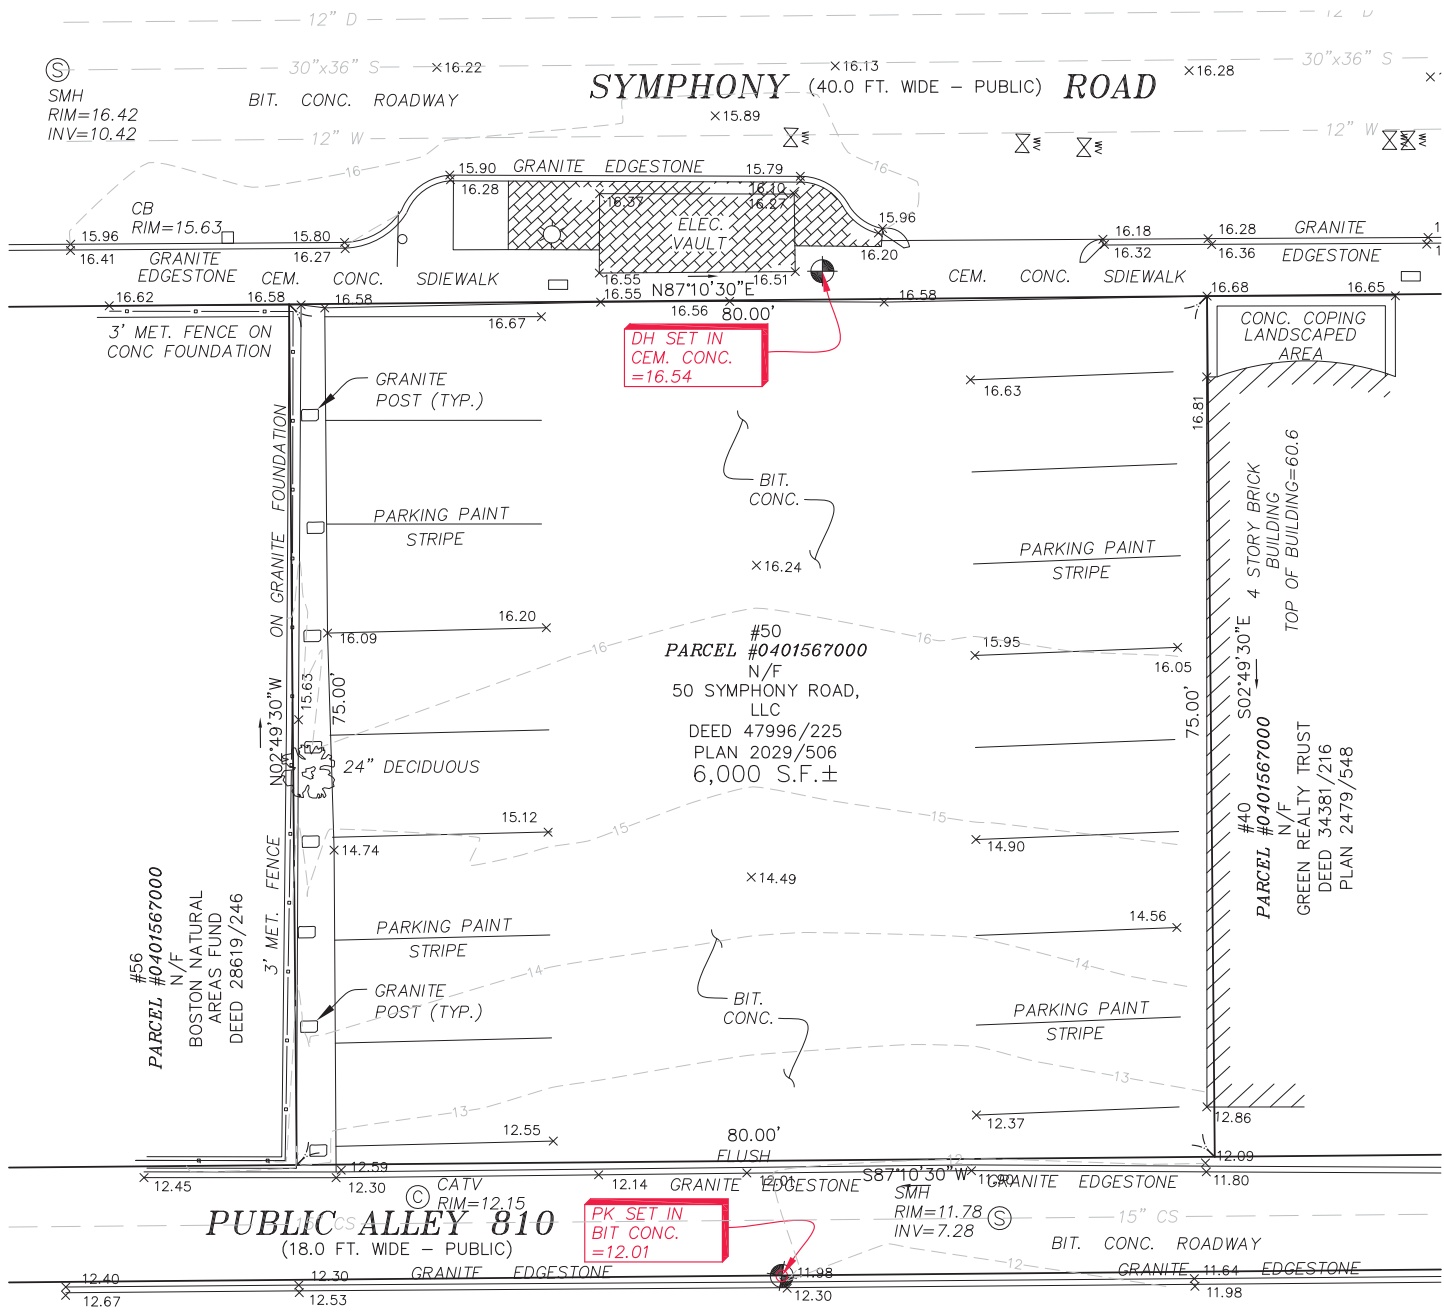 12" D
12" D
30"x36" S
30"x36" S
S
SMH
RIM=16.42
INV=10.42
BIT. CONC. ROADWAY
16.22
16.13
16.28
SYMPHONY (40.0 FT. WIDE – PUBLIC) ROAD
15.89
12" W
12" W
W
W
W
W
W
16
16
15.90
GRANITE EDGESTONE
15.79
16.28
16.10
16.37
16.27
CB
RIM=15.63
ELEC.
VAULT
15.96
15.80
15.96
16.18
16.28
GRANITE
16.41
GRANITE
16.27
16.20
16.32
16.36
EDGESTONE
EDGESTONE
CEM. CONC. SDIEWALK
16.55
16.51
CEM. CONC. SDIEWALK
N87°10'30"E
16.62
16.58
16.58
16.55
16.56
80.00'
16.58
16.68
16.65
3' MET. FENCE ON
CONC FOUNDATION
16.67
DH SET IN
CEM. CONC.
=16.54
CONC. COPING
LANDSCAPED
AREA
GRANITE
POST (TYP.)
16.63
16.81
BIT.
CONC.
PARKING PAINT
STRIPE
PARKING PAINT
STRIPE
16.24
3' MET. FENCE ON GRANITE FOUNDATION
4 STORY BRICK
BUILDING
TOP OF BUILDING=60.6
16.20
16.09
16
16
15.95
16.05
#50
PARCEL #0401567000
N/F
50 SYMPHONY ROAD,
LLC
DEED 47996/225
PLAN 2029/506
6,000 S.F.±
N02°49'30"W
15.63
75.00'
75.00'
S02°49'30"E
24" DECIDUOUS
15.12
15
15
14.74
14.90
14.49
#40
PARCEL #0401567000
N/F
GREEN REALTY TRUST
DEED 34381/216
PLAN 2479/548
#56
PARCEL #0401567000
N/F
BOSTON NATURAL
AREAS FUND
DEED 28619/246
PARKING PAINT
STRIPE
14.56
14
14
GRANITE
POST (TYP.)
BIT.
CONC.
PARKING PAINT
STRIPE
13
13
12.55
12.37
12.86
80.00'
FLUSH
12.59
12
12.09
12.45
12.30
CATV
C
RIM=12.15
12.14
GRANITE EDGESTONE
12.01
S87°10'30"W
GRANITE EDGESTONE
11.80
SMH
RIM=11.78
INV=7.28
S
PUBLIC ALLEY 810
CS
(18.0 FT. WIDE – PUBLIC)
PK SET IN
BIT CONC.
=12.01
15" CS
BIT. CONC. ROADWAY
12
12.40
12.30
GRANITE EDGESTONE
11.98
GRANITE
11.64
EDGESTONE
12.67
12.53
12.30
11.98